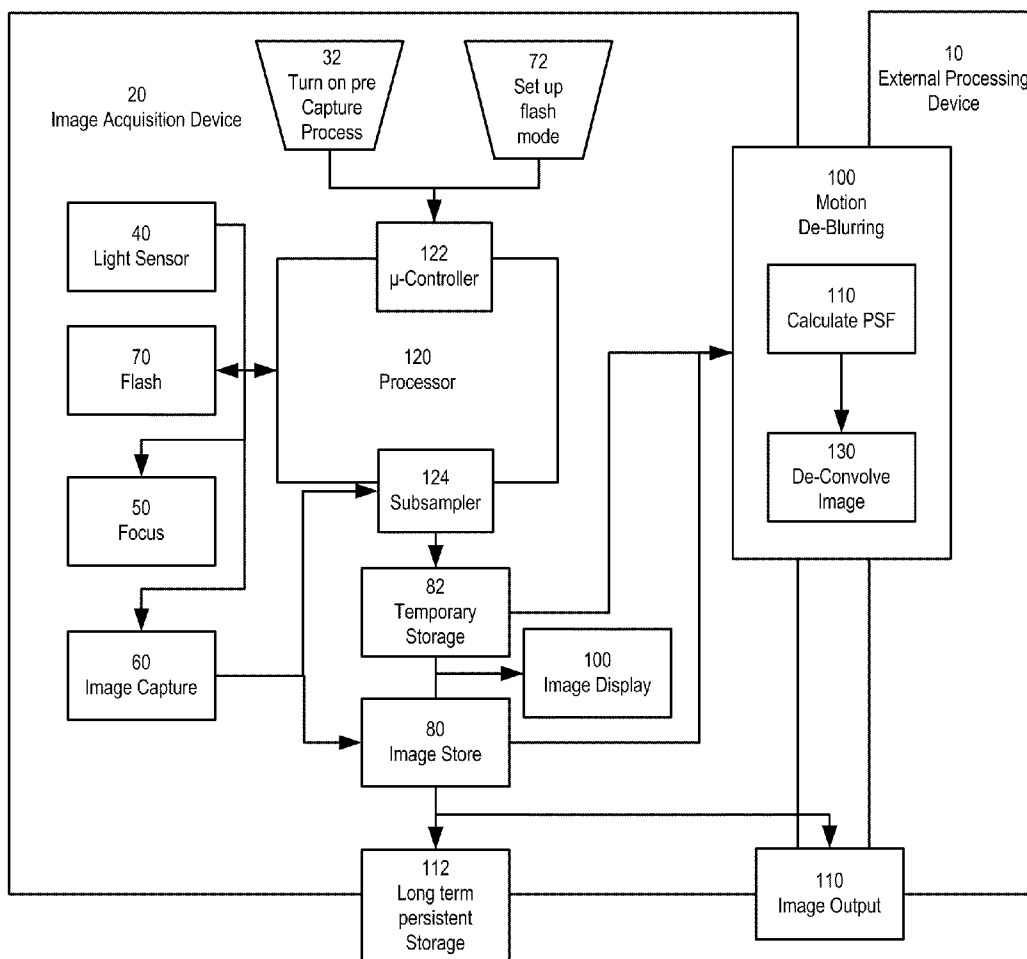 20
Image Acquisition Device
32
Turn on pre
Capture
Process
72
Set up
flash
mode
10
External Processing
Device
40
Light Sensor
122
µ-Controller
100
Motion
De-Blurring
110
Calculate PSF
70
Flash
120
Processor
130
De-Convolve
Image
50
Focus
124
Subsampler
82
Temporary
Storage
60
Image Capture
100
Image Display
80
Image Store
112
Long term
persistent
Storage
110
Image Output